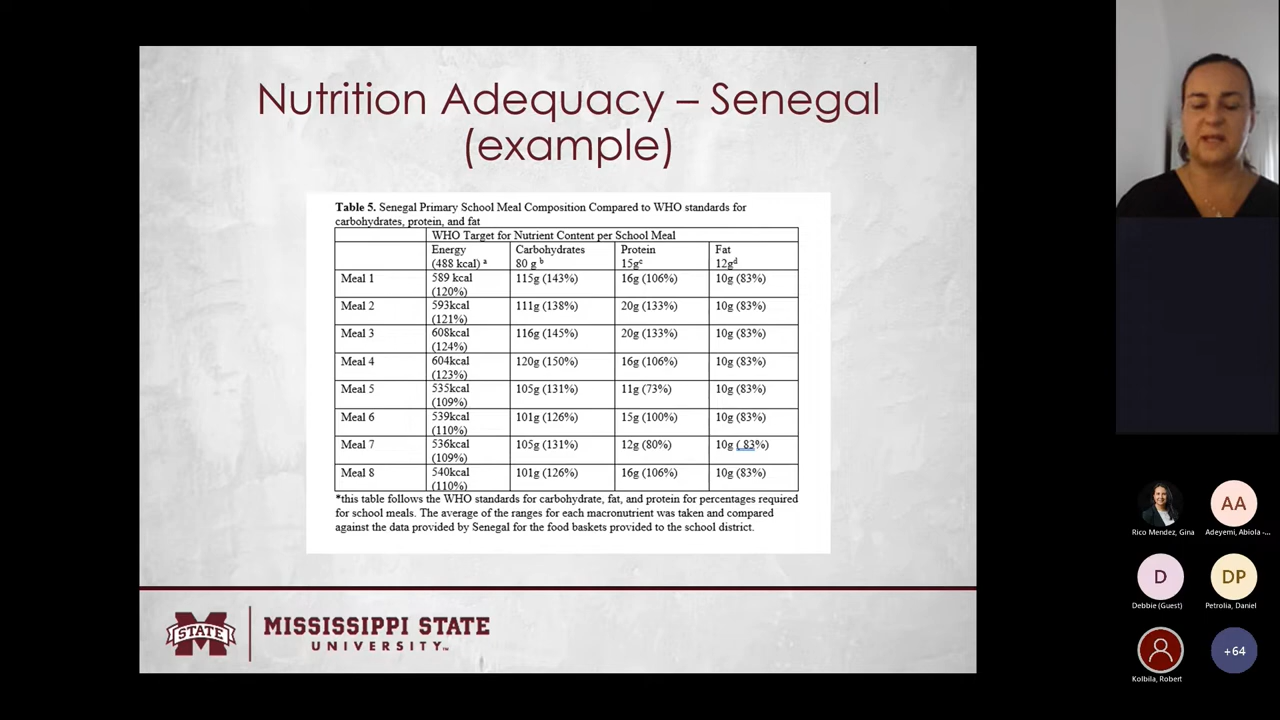 Nutrition Adequacy – Senegal
(example)
Table 5. Senegal Primary School Meal Composition Compared to WHO standards for
carbohydrates, protein, and fat
WHO Target for Nutrient Content per School Meal
Energy Carbohydrates Protein Fat
(488 kcal) a 80 g b 15gc 12gd
Meal 1 589 kcal 115g (143%) 16g (106%) 10g (83%)
(120%)
Meal 2 593kcal 111g (138%) 20g (133%) 10g (83%)
(121%)
Meal 3 608kcal 116g (145%) 20g (133%) 10g (83%)
(124%)
Meal 4 604kcal 120g (150%) 16g (106%) 10g (83%)
(123%)
Meal 5 535kcal 105g (131%) 11g (73%) 10g (83%)
(109%)
Meal 6 539kcal 101g (126%) 15g (100%) 10g (83%)
(110%)
Meal 7 536kcal 105g (131%) 12g (80%) 10g ( 83%)
(109%)
Meal 8 540kcal 101g (126%) 16g (106%) 10g (83%)
(110%)
*this table follows the WHO standards for carbohydrate, fat, and protein for percentages required
for school meals. The average of the ranges for each macronutrient was taken and compared
against the data provided by Senegal for the food baskets provided to the school district.
STATE
MISSISSIPPI STATE
UNIVERSITY™
AA
Rico Mendez, Gina
Adeyemi, Abiola -...
D
DP
Debbie (Guest)
Petrolia, Daniel
+64
Kolbila, Robert